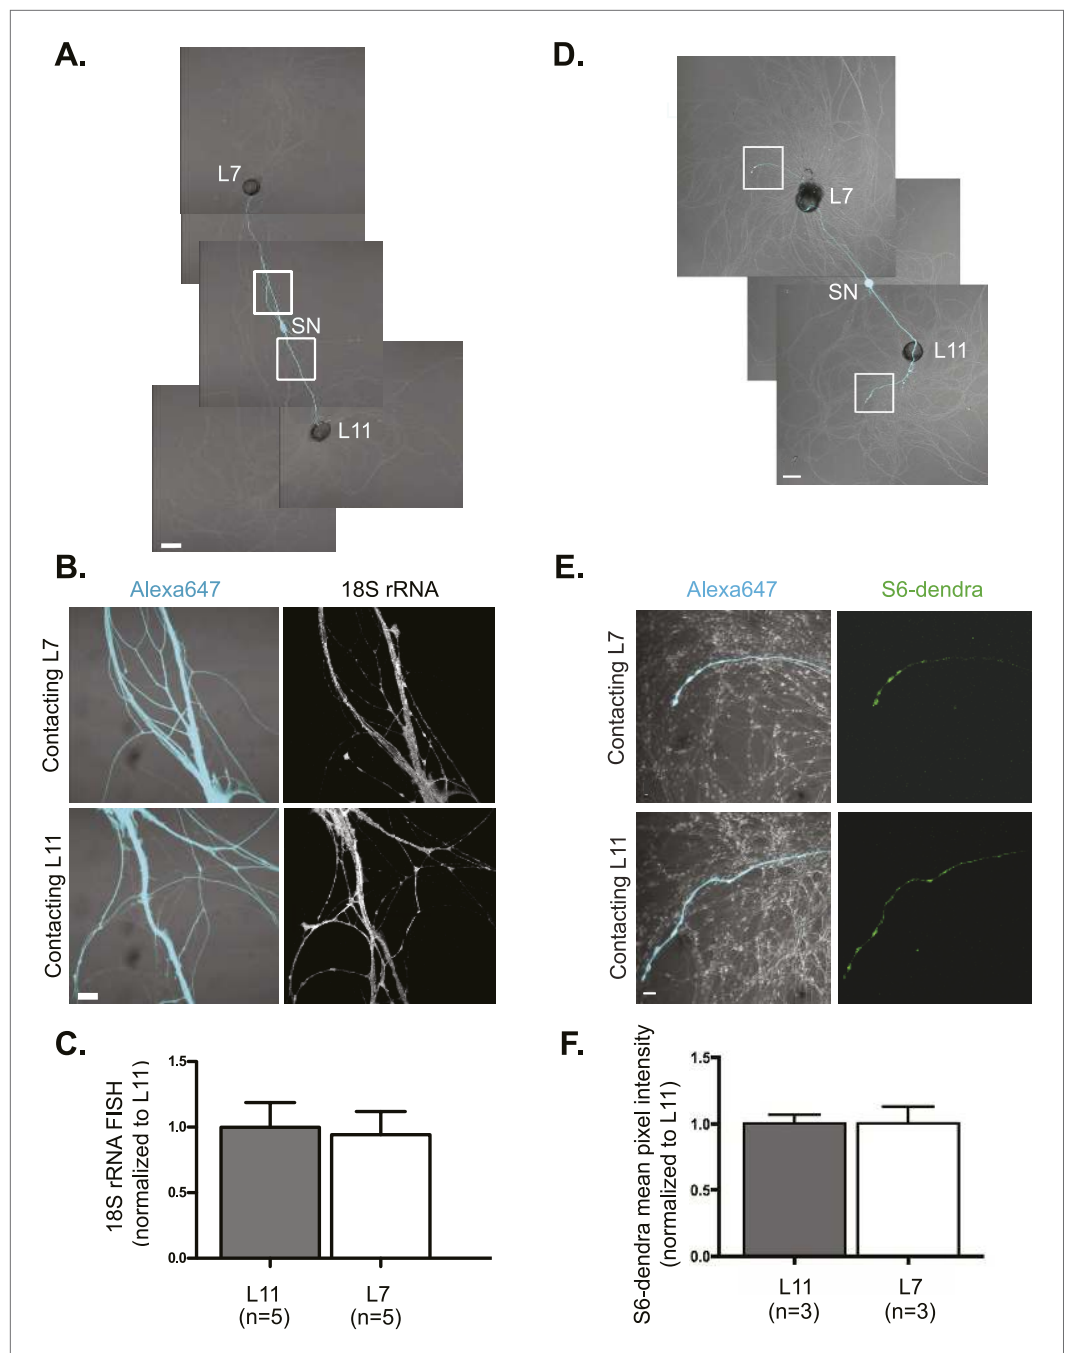 A.
L7
SN
L11
D.
L7
SN
L11
B.
Alexa647
18S rRNA
Contacting L7
Contacting L11
E.
Alexa647
S6-dendra
Contacting L7
Contacting L11
C.
18S rRNA FISH
(normalized to L11)
1.5
1.0
0.5
0.0
L11
(n=5)
L7
(n=5)
F.
S6-dendra mean pixel intensity
(normalized to L11)
1.5
1.0
0.5
0.0
L11
(n=3)
L7
(n=3)